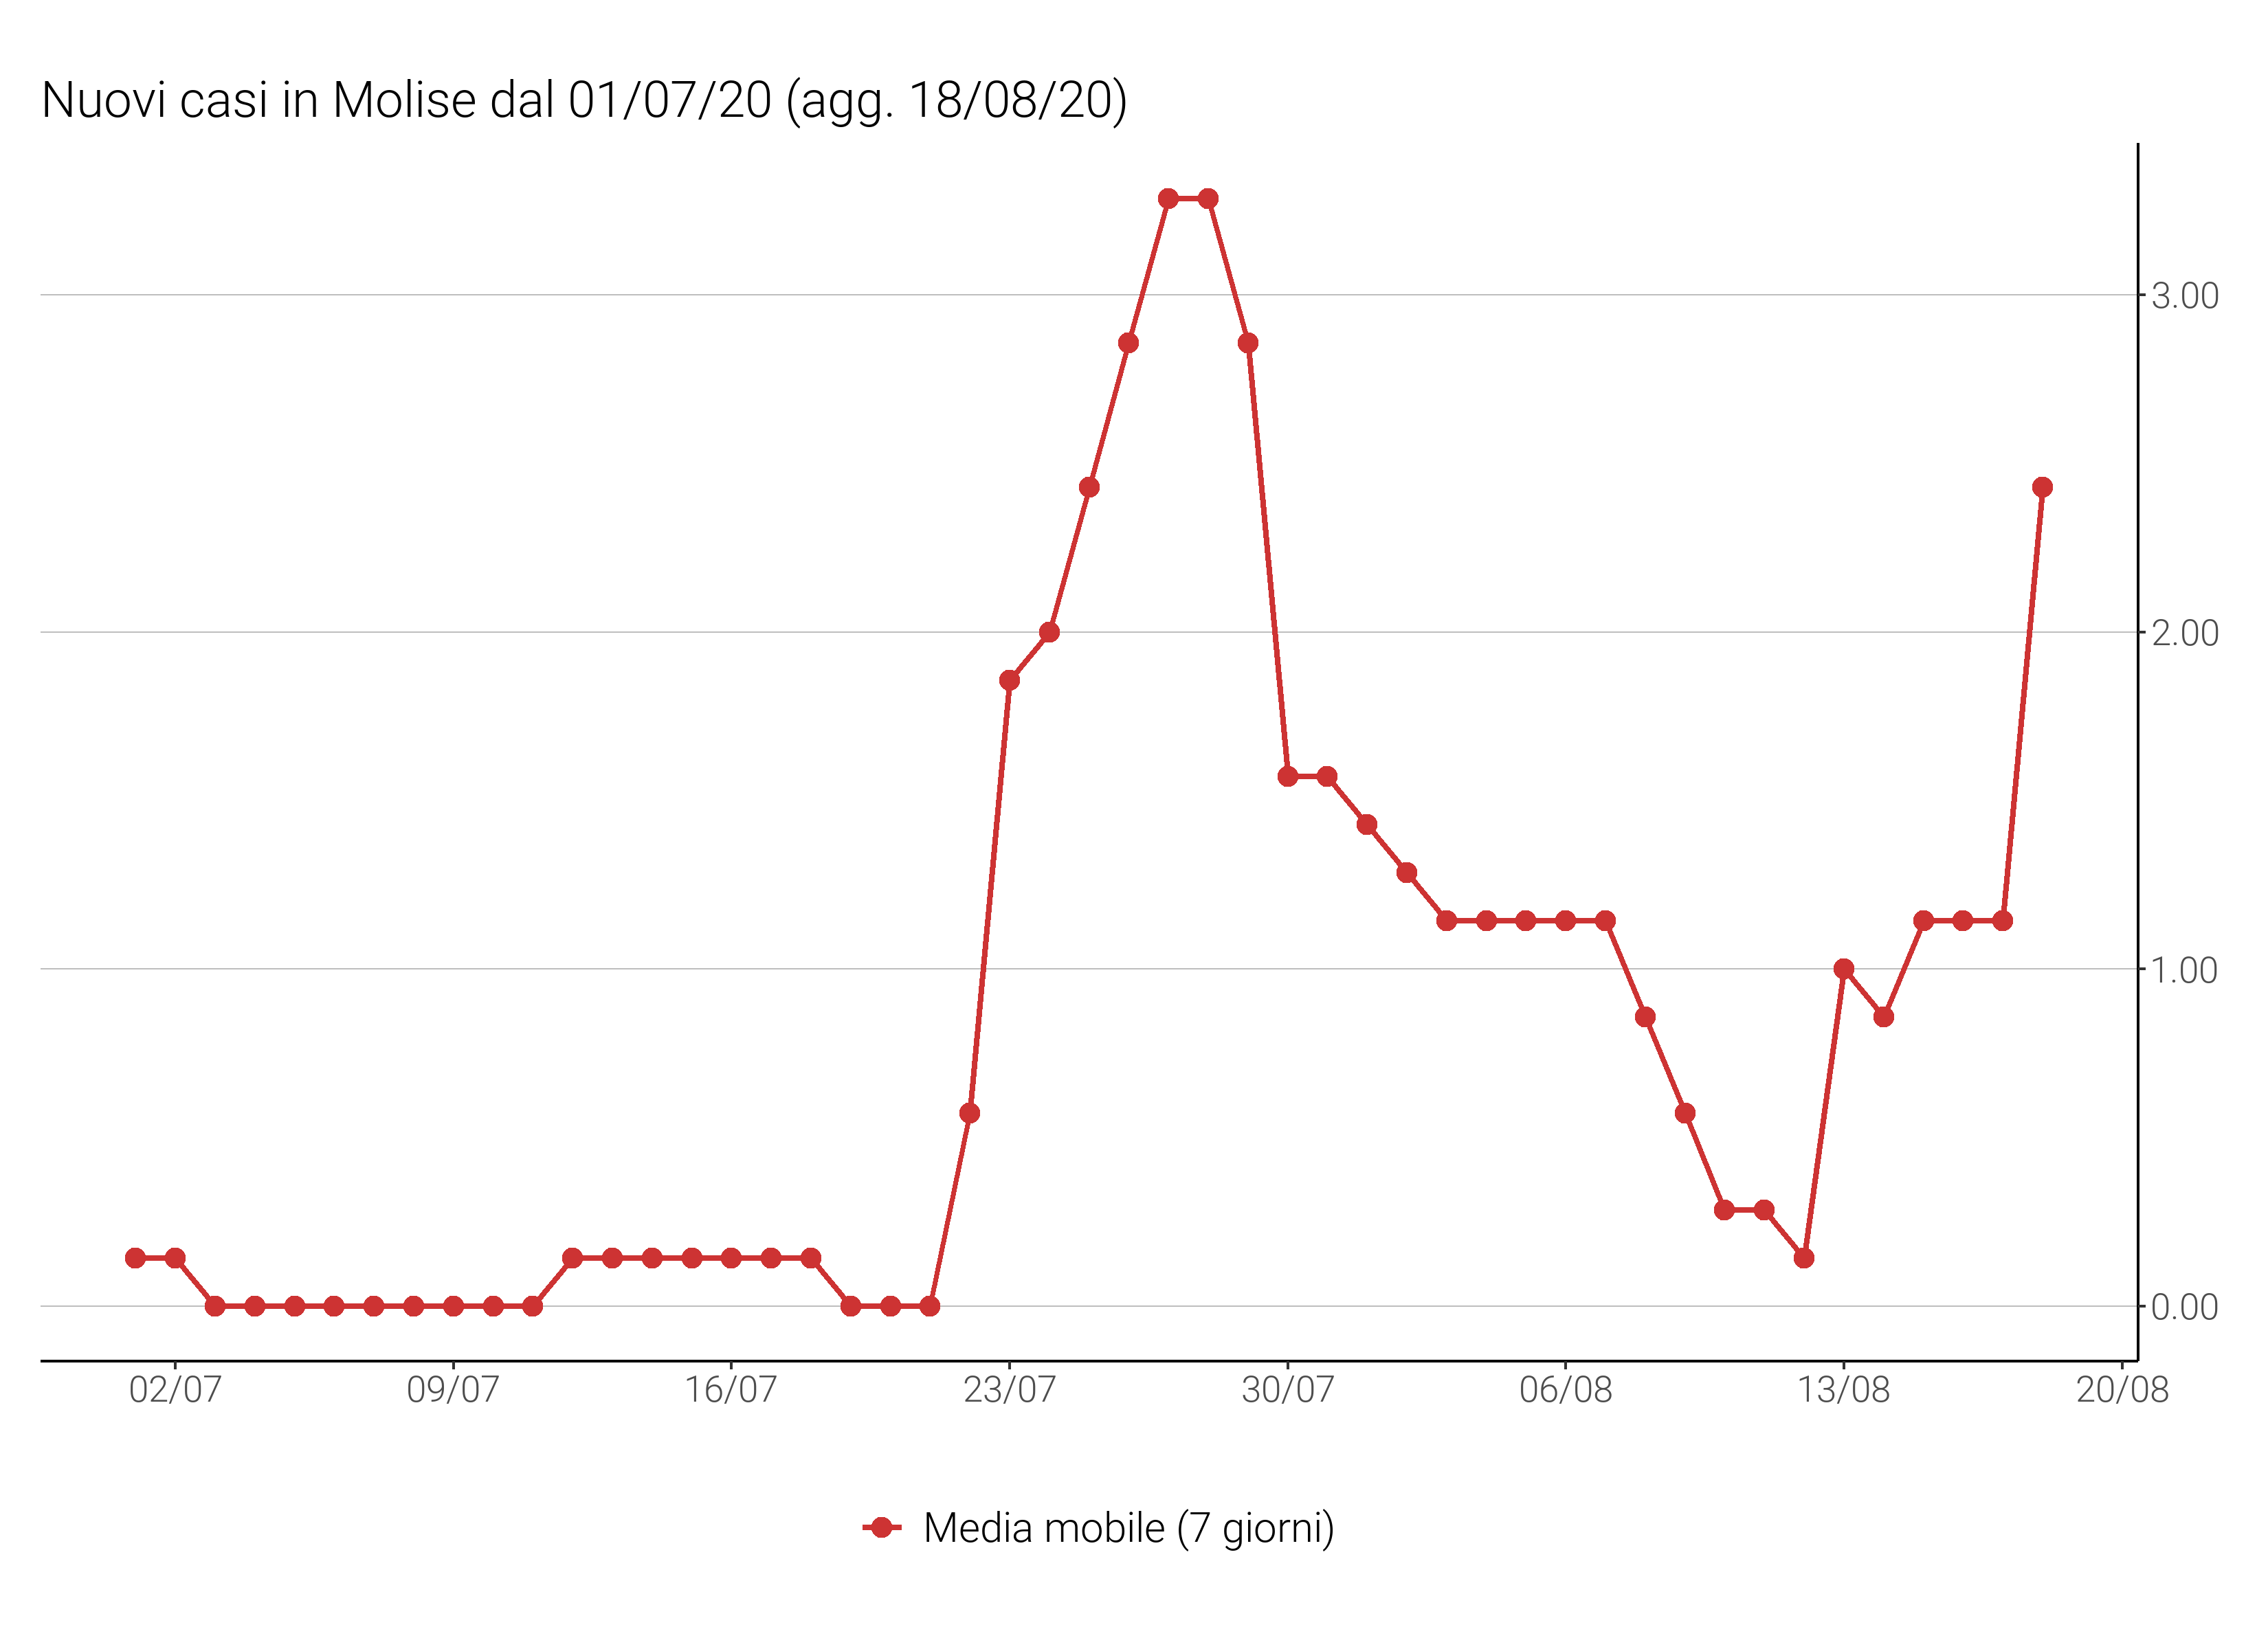 Nuovi casi in Molise dal 01/07/20 (agg. 18/08/20)
3.00
2.00
1.00
0.00
02/07 09/07 16/07 23/07 30/07 06/08 13/08 20/08
Media mobile (7 giorni)